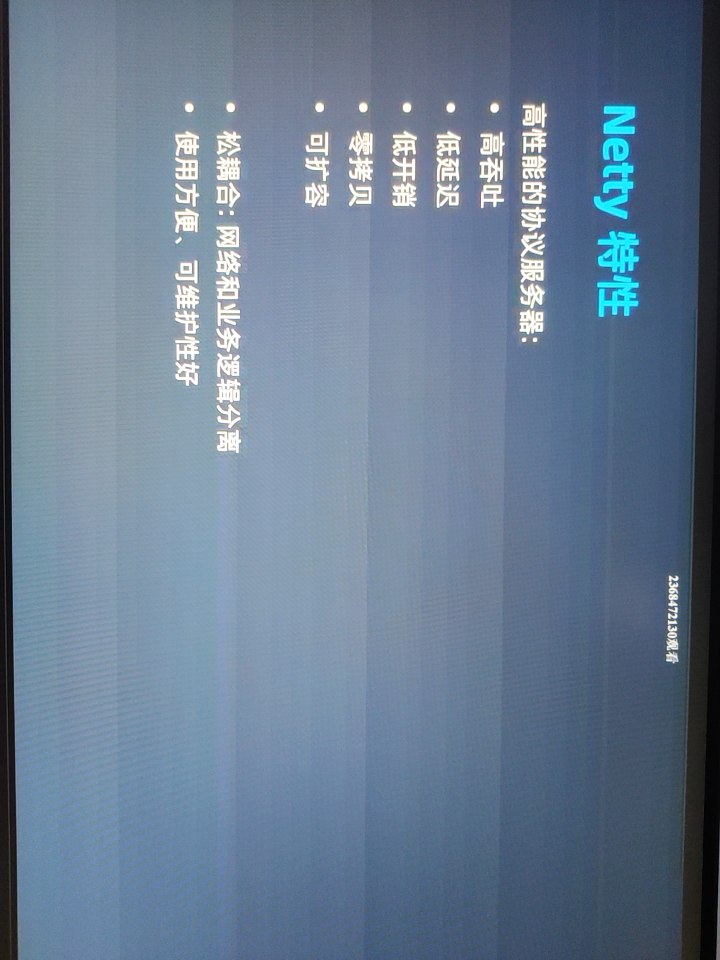 2368472130观看
Netty 特性
高性能的协议服务器:
• 高吞吐
• 低延迟
• 低开销
• 零拷贝
• 可扩容
• 松耦合: 网络和业务逻辑分离
• 使用方便、可维护性好